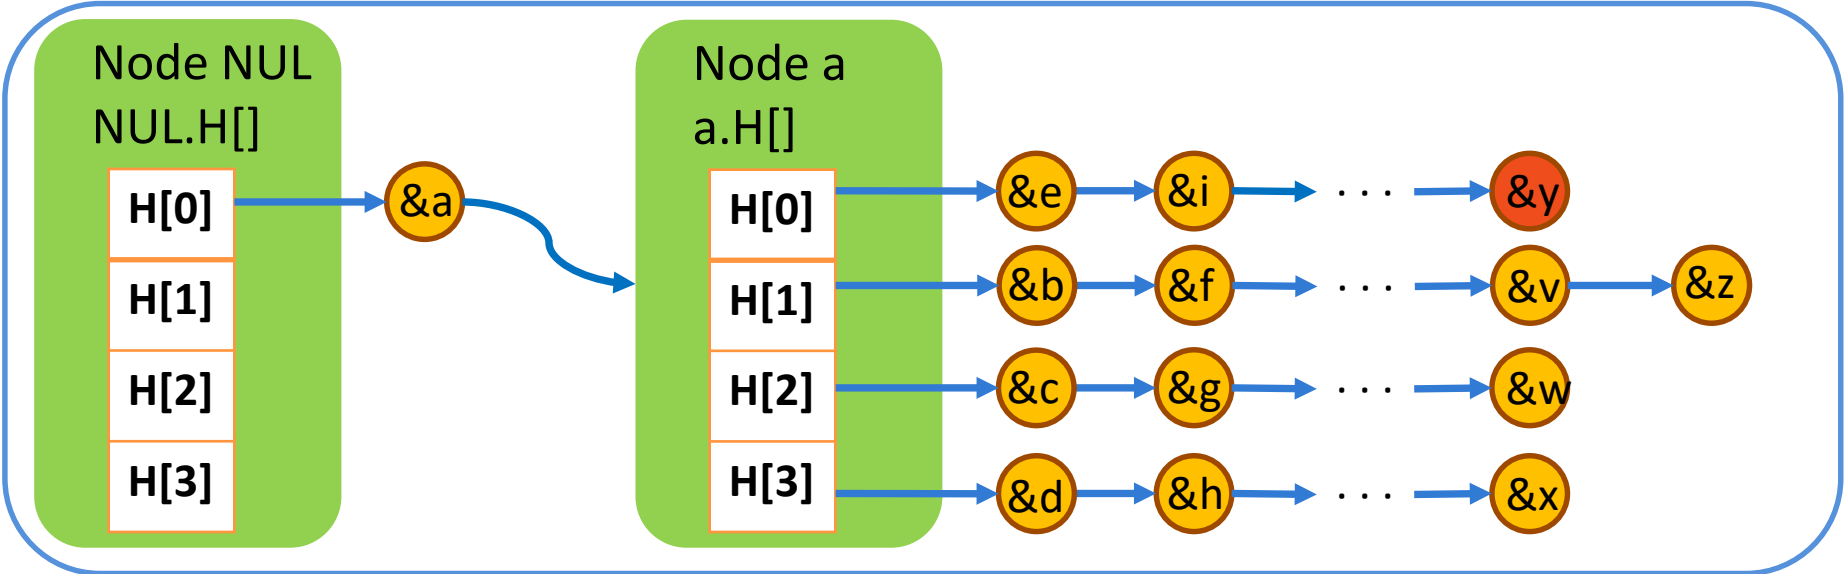 Node NUL
NUL.H[]
H[0]
H[1]
H[2]
H[3]
&a
Node a
a.H[]
H[0]
H[1]
H[2]
H[3]
&e &i . . . &y
&b &f . . . &v &z
&c &g . . . &w
&d &h . . . &x